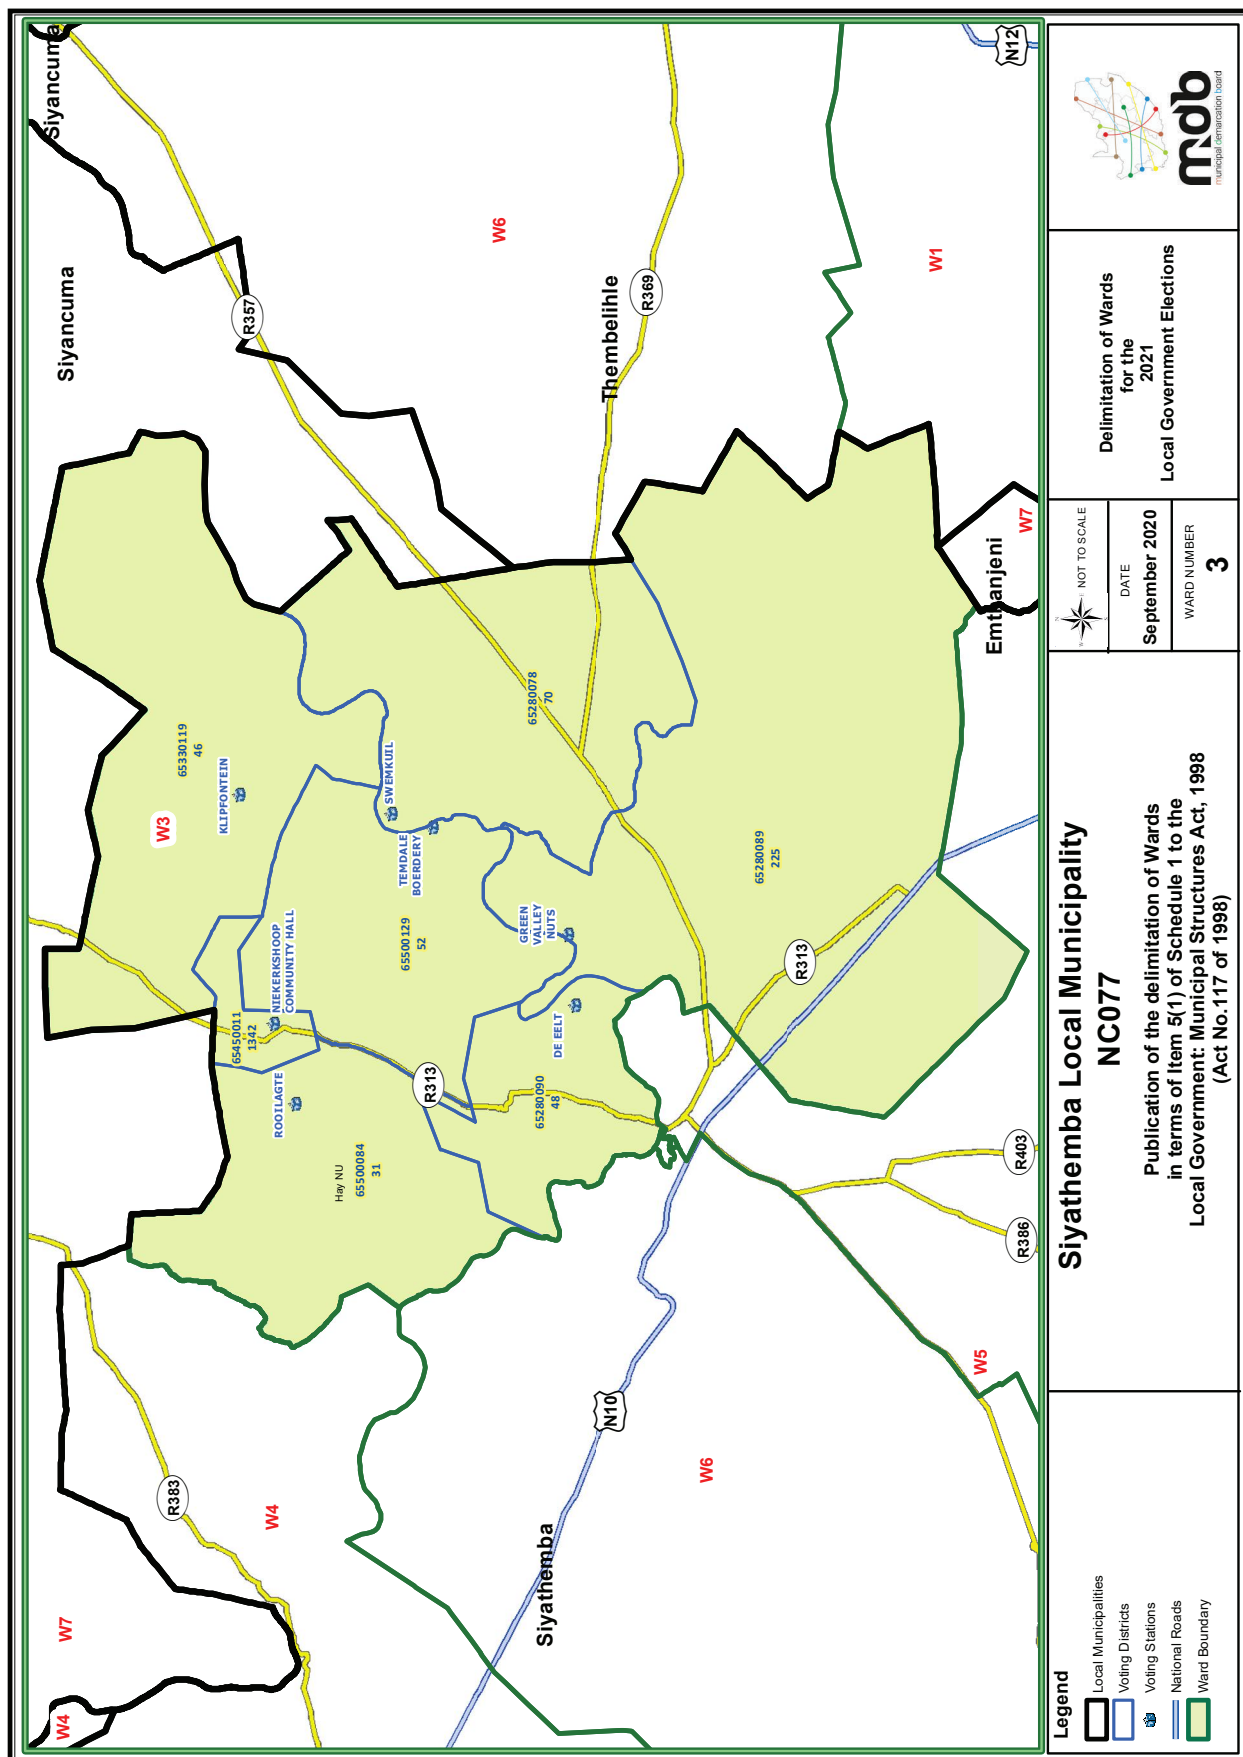 W7
W4
R383
W4
Siyathemba
N10
W6
W5
R386
R403
Hay NU
65500084
31
ROOILAGTE
65450011
1342
NIEKERKSHOOP
COMMUNITY HALL
R313
65280090
48
DE EELT
65500129
52
GREEN
VALLEY
NUTS
TEMDALE
BOERDERY
SWEMKUIL
W3
65330119
46
KLIPFONTEIN
65280078
70
65280089
225
R313
Emthanjeni
W7
Siyancuma
Siyancuma
R357
W6
Thembelihle
R369
W1
N12
Legend
Local Municipalities
Voting Districts
Voting Stations
National Roads
Ward Boundary
Siyathemba Local Municipality
NC077
Publication of the delimitation of Wards
in terms of Item 5(1) of Schedule 1 to the
Local Government: Municipal Structures Act, 1998
(Act No.117 of 1998)
N
W
E
S
NOT TO SCALE
DATE
September 2020
WARD NUMBER
3
Delimitation of Wards
for the
2021
Local Government Elections
mdb
municipal demarcation board